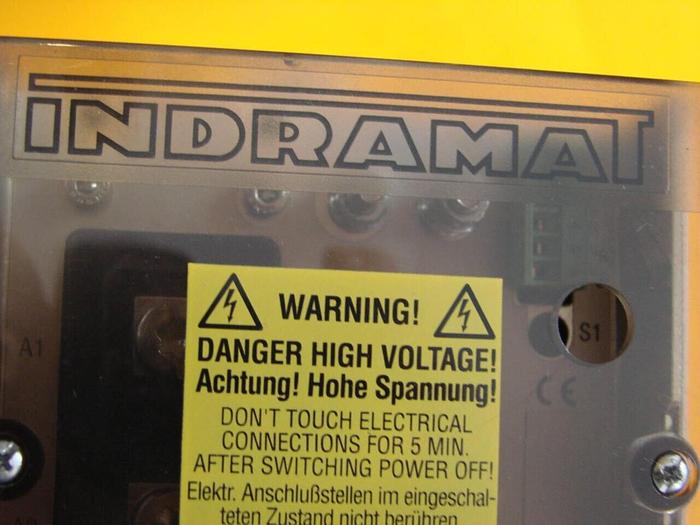 INDRAMAT
WARNING!
DANGER HIGH VOLTAGE!
Achtung! Hohe Spannung!
DON'T TOUCH ELECTRICAL
CONNECTIONS FOR 5 MIN.
AFTER SWITCHING POWER OFF!
Elektr. Anschlußstellen im eingeschal-
teten Zustand nicht berühren
A1
S1
CE